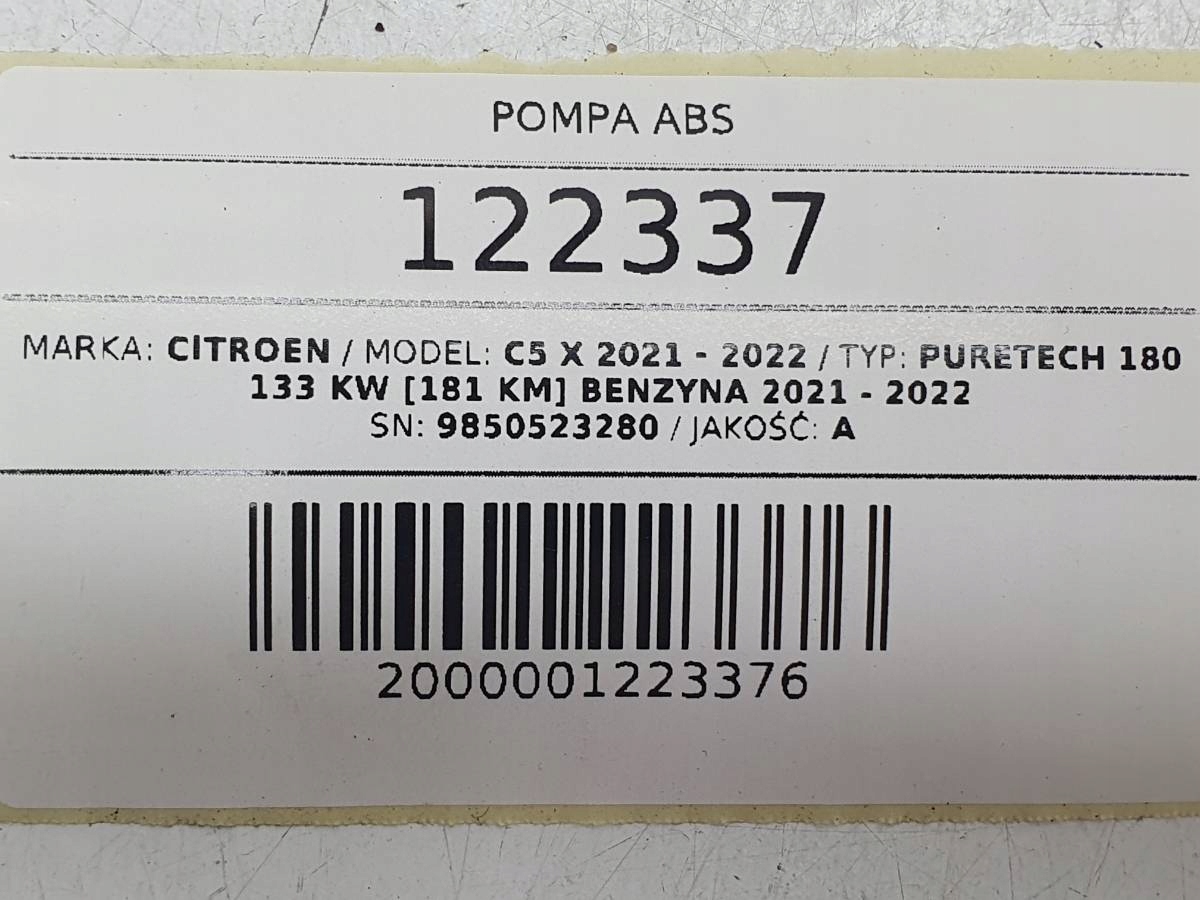 POMPA ABS
122337
MARKA: CITROEN / MODEL: C5 X 2021 - 2022 / TYP: PURETECH 180
133 KW [181 KM] BENZYNA 2021 - 2022
SN: 9850523280 / JAKOŚĆ: A
2000001223376